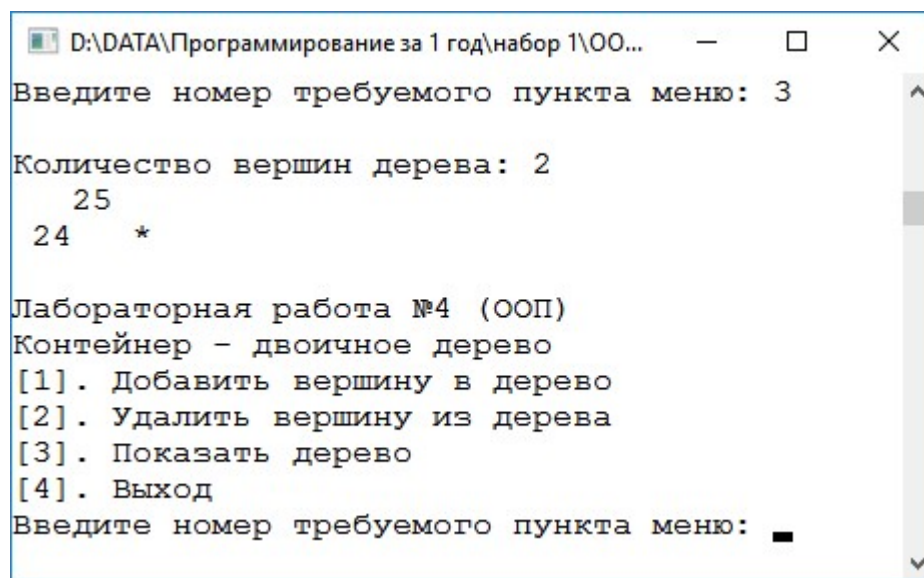 D:\DATA\Программирование за 1 год\набор 1\ОО...
Введите номер требуемого пункта меню: 3
Количество вершин дерева: 2
25
24 *
Лабораторная работа №4 (ООП)
Контейнер - двоичное дерево
[1]. Добавить вершину в дерево
[2]. Удалить вершину из дерева
[3]. Показать дерево
[4]. Выход
Введите номер требуемого пункта меню: